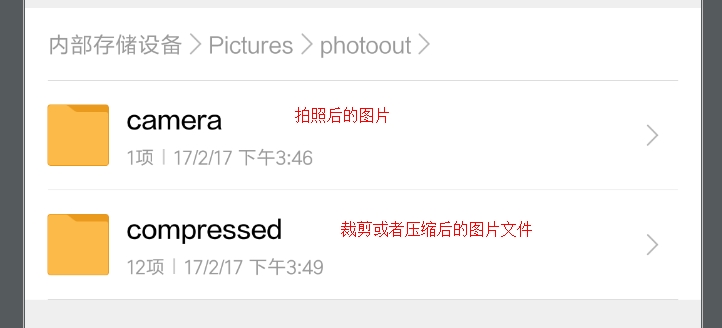 内部存储设备 > Pictures > photoout >
camera 拍照后的图片
1项 | 17/2/17 下午3:46
compressed 裁剪或者压缩后的图片文件
12项 | 17/2/17 下午3:49